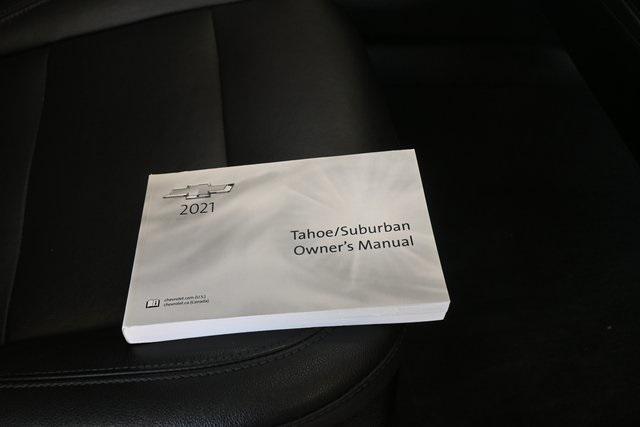 2021
Tahoe/Suburban
Owner's Manual
chevrolet.com (U.S.)
chevrolet.ca (Canada)